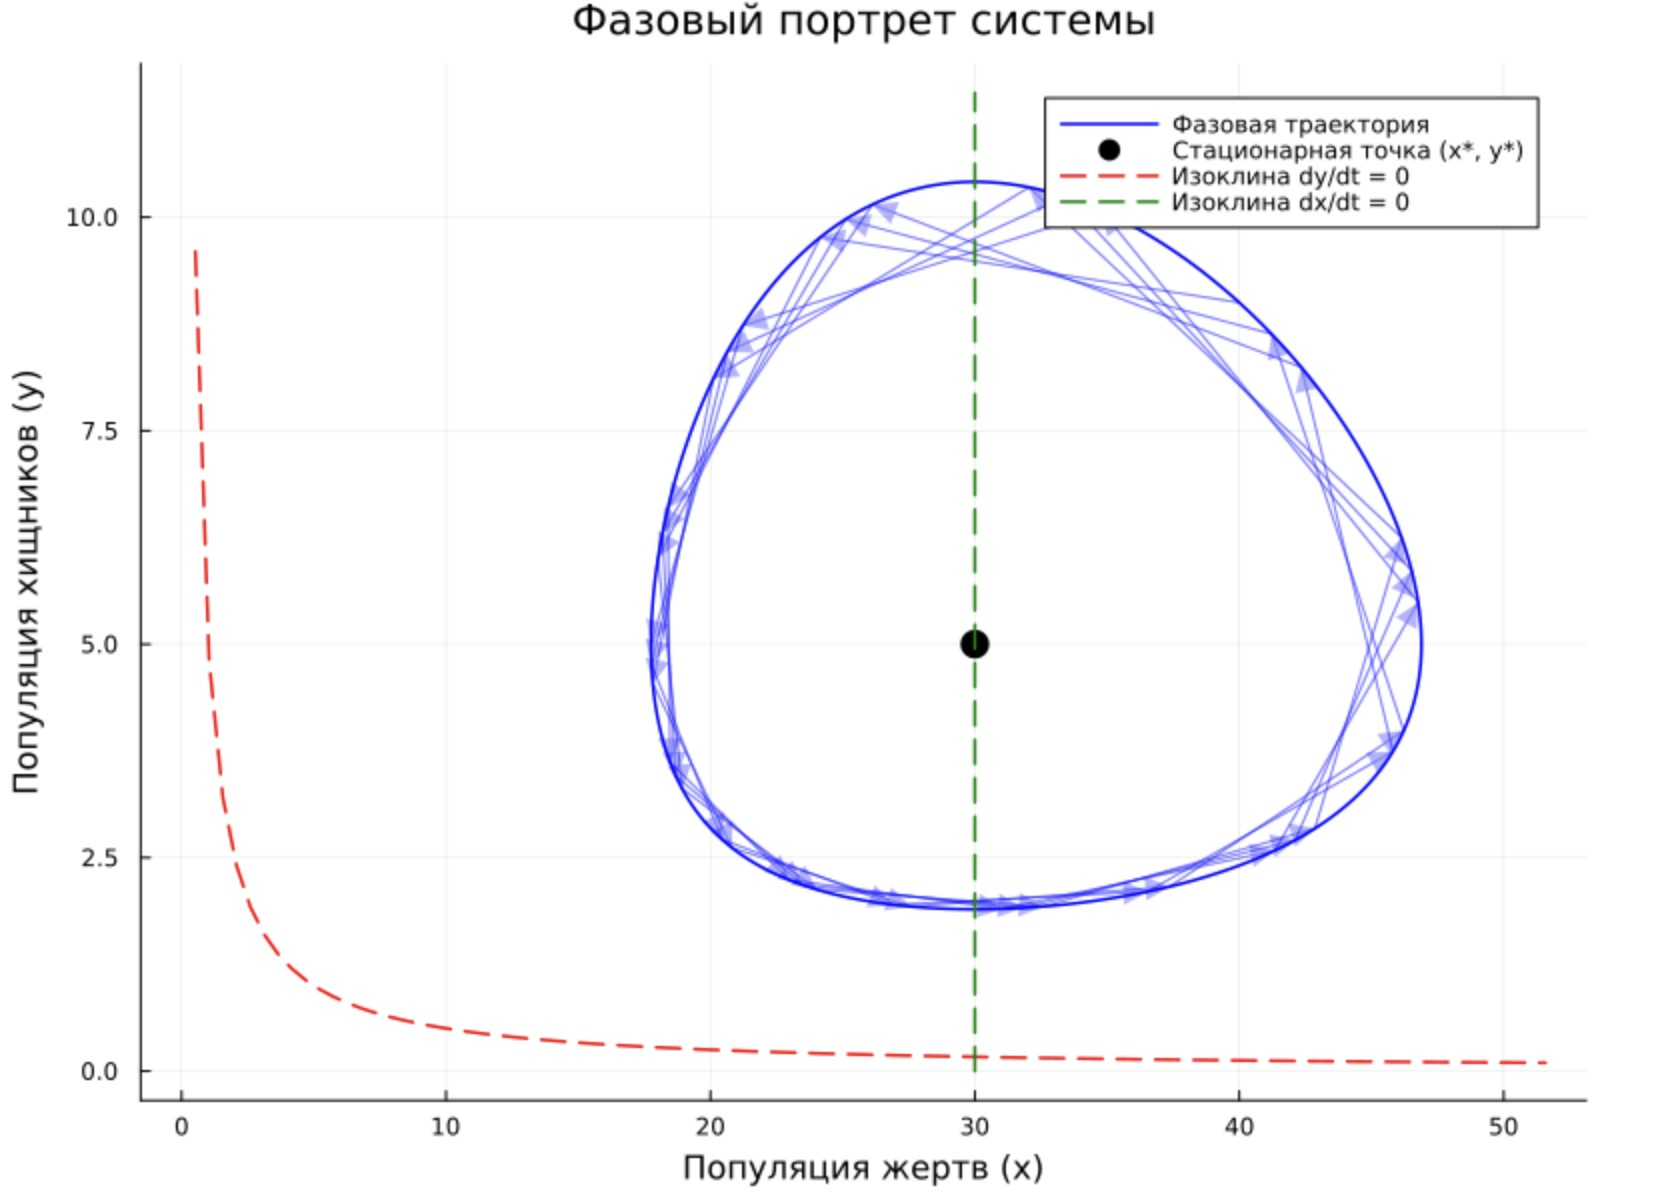 Фазовый портрет системы
Фазовая траектория
Стационарная точка (x*, y*)
Изоклина dy/dt = 0
Изоклина dx/dt = 0
Популяция хищников (y)
10.0
7.5
5.0
2.5
0.0
0 10 20 30 40 50
Популяция жертв (x)